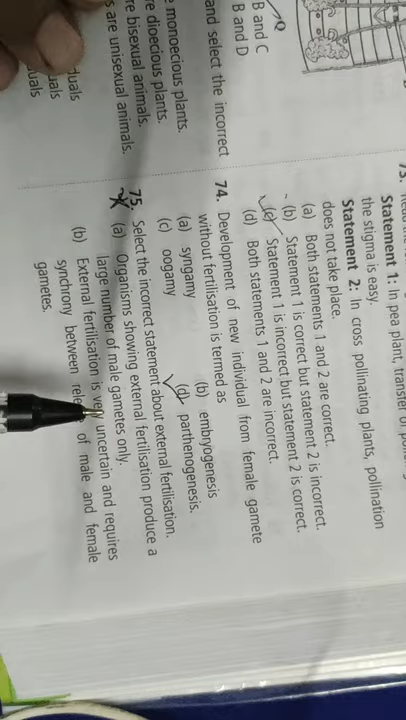 B and C
B and D
and select the incorrect
monoecious plants.
re dioecious plants.
re bisexual animals.
s are unisexual animals.
Q
73.
Statement 1: In pea plant, transfer of
the stigma is easy.
Statement 2: In cross pollinating plants, pollination
does not take place.
(a) Both statements 1 and 2 are correct.
(b) Statement 1 is correct but statement 2 is incorrect.
(c) Statement 1 is incorrect but statement 2 is correct.
(d) Both statements 1 and 2 are incorrect.
74. Development of new individual from female gamete
without fertilisation is termed as
(a) syngamy (b) embryogenesis
(c) oogamy (d) parthenogenesis.
75. Select the incorrect statement about external fertilisation.
(a) Organisms showing external fertilisation produce a
large number of male gametes only.
(b) External fertilisation is very uncertain and requires
synchrony between of male and female
gametes.